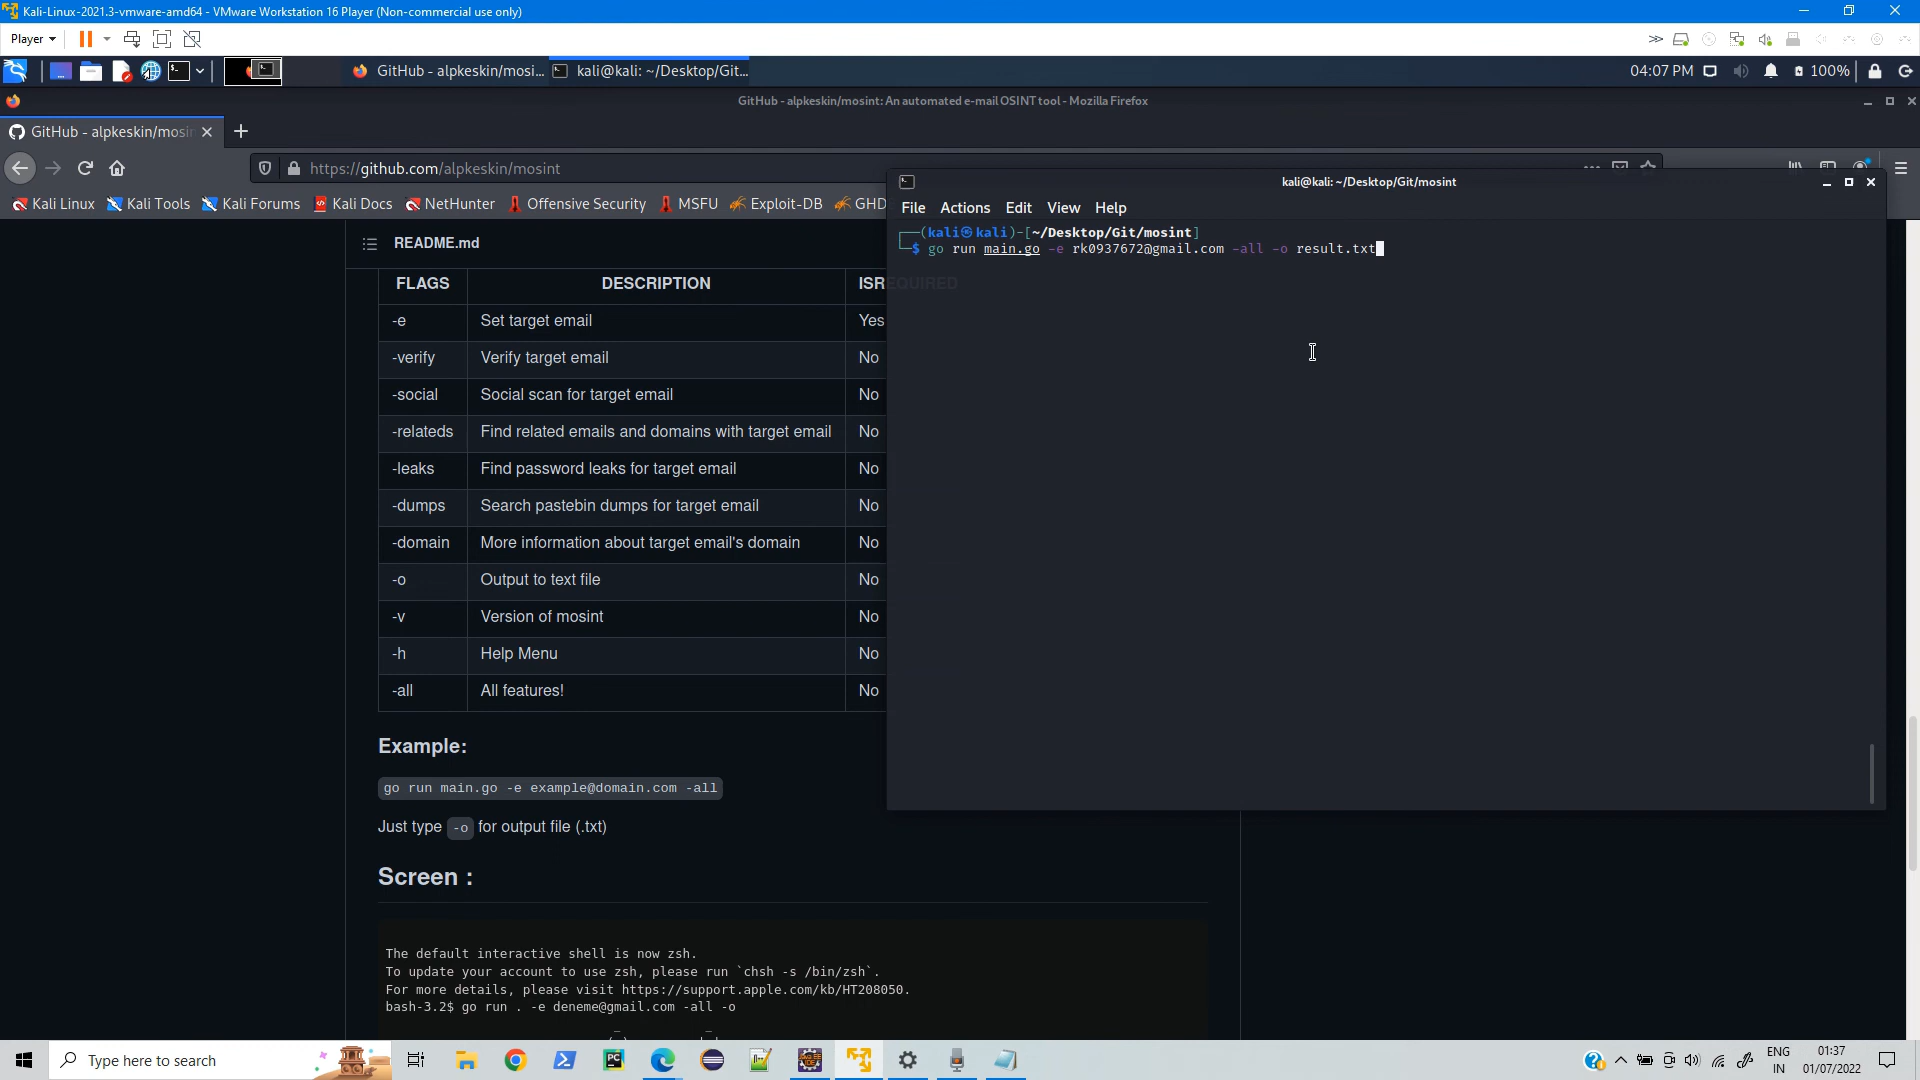 Kali-Linux-2021.3-vmware-amd64 - VMware Workstation 16 Player (Non-commercial use only)
Player
GitHub - alpkeskin/mosi...
kali@kali: ~/Desktop/Git...
04:07 PM
100%
GitHub - alpkeskin/mosint: An automated e-mail OSINT tool - Mozilla Firefox
GitHub - alpkeskin/mosin
https://github.com/alpkeskin/mosint
Kali Linux
Kali Tools
Kali Forums
Kali Docs
NetHunter
Offensive Security
MSFU
Exploit-DB
GHD
kali@kali: ~/Desktop/Git/mosint
File Actions Edit View Help
(kali㉿kali)-[~/Desktop/Git/mosint]
$ go run main.go -e rk0937672@gmail.com -all -o result.txt
README.md
FLAGS DESCRIPTION ISREQUIRED
-e Set target email Yes
-verify Verify target email No
-social Social scan for target email No
-relateds Find related emails and domains with target email No
-leaks Find password leaks for target email No
-dumps Search pastebin dumps for target email No
-domain More information about target email's domain No
-o Output to text file No
-v Version of mosint No
-h Help Menu No
-all All features! No
Example:
go run main.go -e example@domain.com -all
Just type -o for output file (.txt)
Screen :
The default interactive shell is now zsh.
To update your account to use zsh, please run `chsh -s /bin/zsh`.
For more details, please visit https://support.apple.com/kb/HT208050.
bash-3.2$ go run . -e deneme@gmail.com -all -o
Type here to search
ENG
IN
01:37
01/07/2022